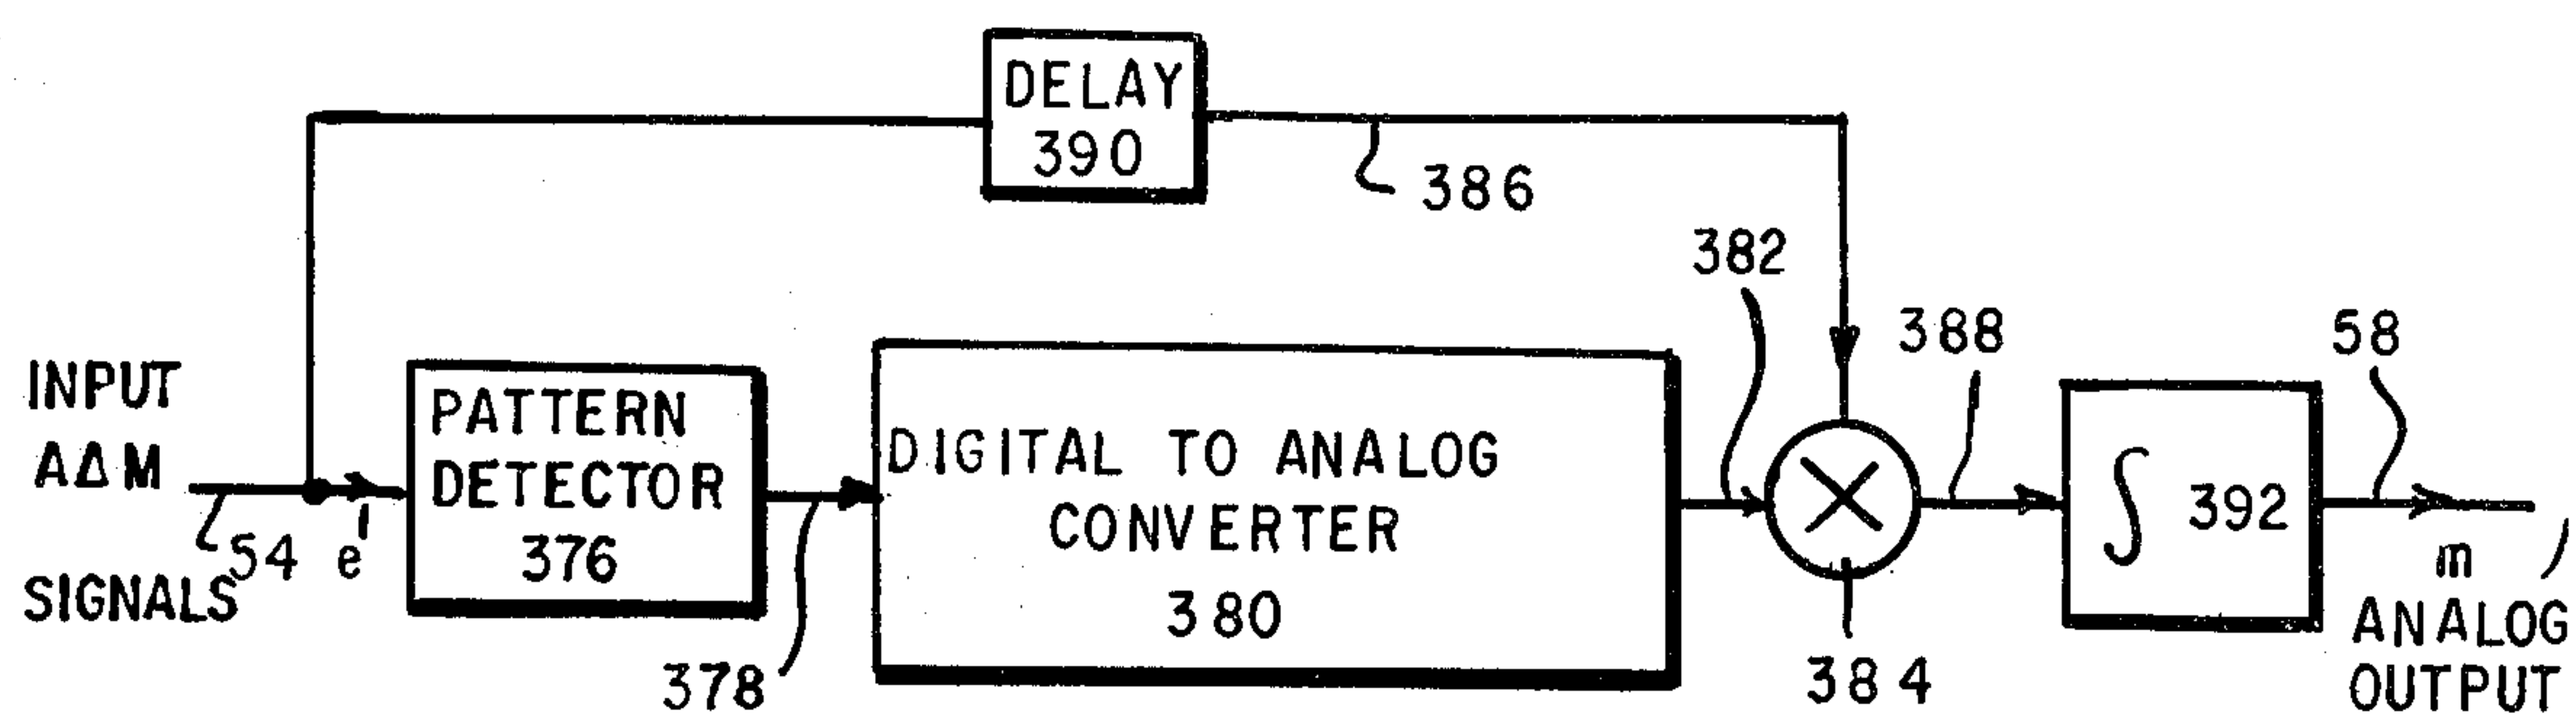 DELAY
390
386
382
388
58
INPUT
AΔM
SIGNALS
54
e'
PATTERN
DETECTOR
376
378
DIGITAL TO ANALOG
CONVERTER
380
384
∫ 392
m'
ANALOG
OUTPUT